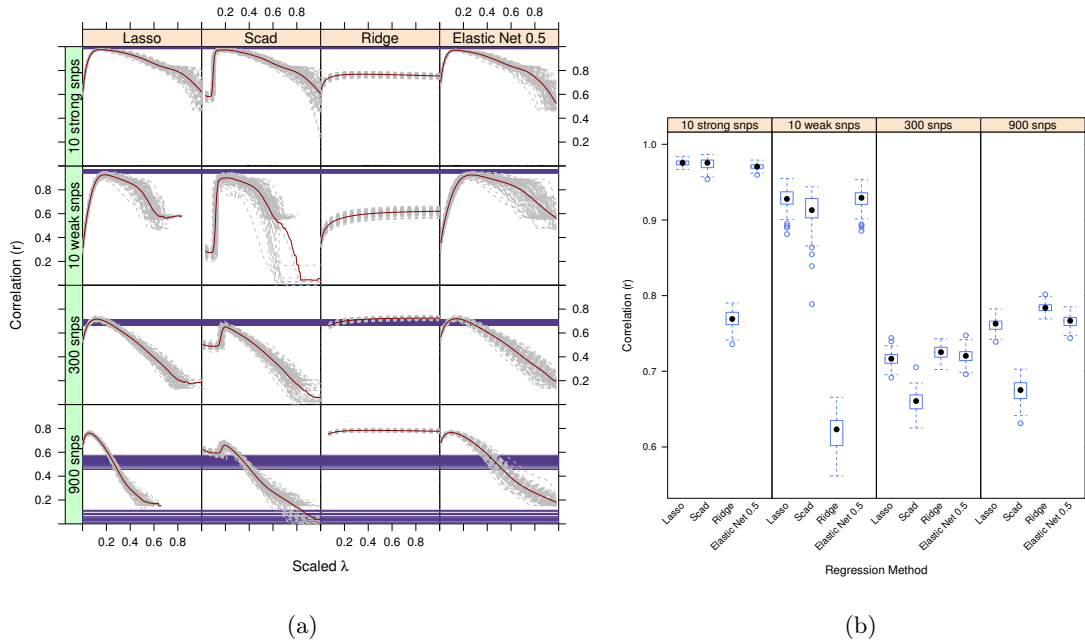 0.2 0.4 0.6 0.8
0.2 0.4 0.6 0.8
Lasso
Scad
Ridge
Elastic Net 0.5
10 strong snps
0.8
0.6
0.4
0.2
10 weak snps
0.8
0.6
0.4
0.2
300 snps
0.8
0.6
0.4
0.2
900 snps
0.8
0.6
0.4
0.2
0.2 0.4 0.6 0.8
0.2 0.4 0.6 0.8
Correlation (r)
Scaled λ
(a)
10 strong snps
10 weak snps
300 snps
900 snps
1.0
0.9
0.8
0.7
0.6
Correlation (r)
Lasso
Scad
Ridge
Elastic Net 0.5
Lasso
Scad
Ridge
Elastic Net 0.5
Lasso
Scad
Ridge
Elastic Net 0.5
Lasso
Scad
Ridge
Elastic Net 0.5
Regression Method
(b)